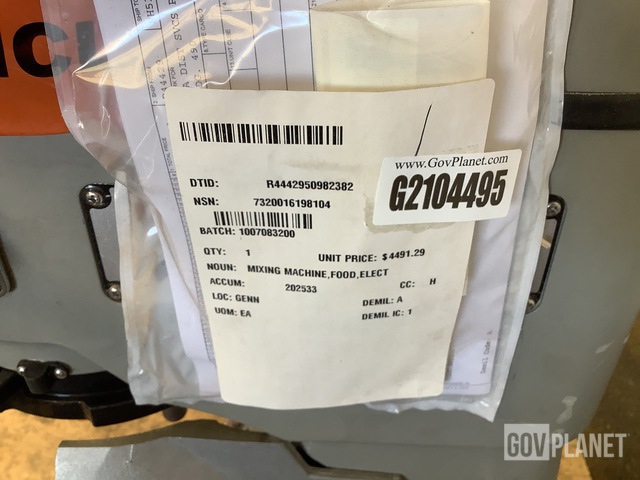 www.GovPlanet.com
G2104495
DTID: R4442950982382
NSN: 7320016198104
BATCH: 1007083200
QTY: 1 UNIT PRICE: $4491.29
NOUN: MIXING MACHINE,FOOD,ELECT
ACCUM: 202533 CC: H
LOC: GENN DEMIL: A
UOM: EA DEMIL IC: 1
GOVPLANET